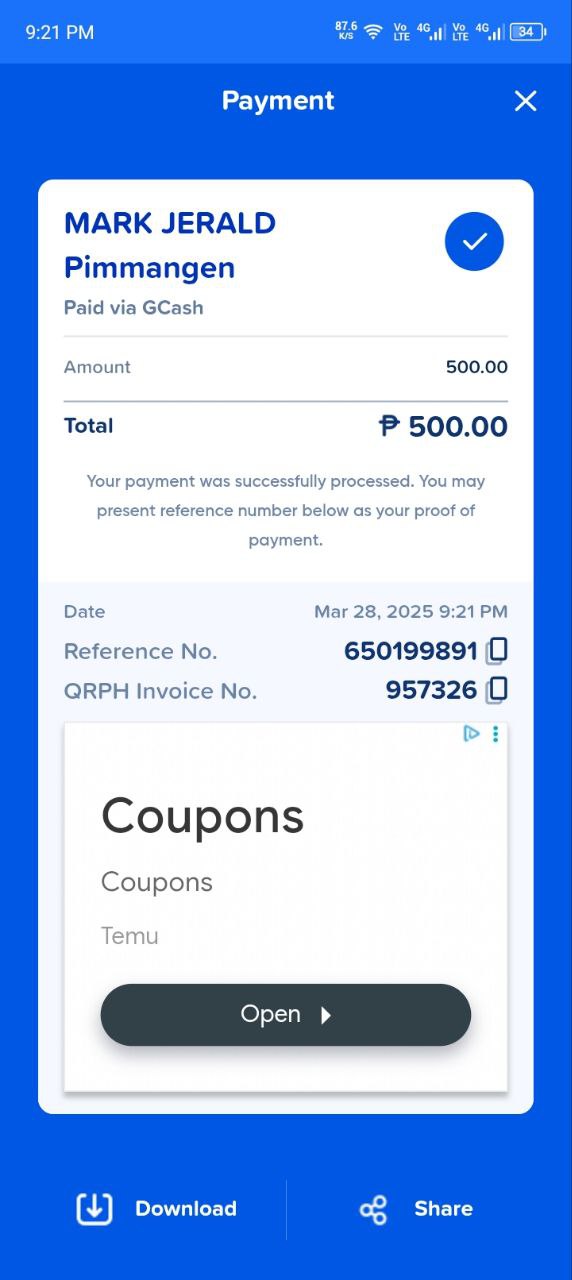 9:21 PM
87.6 K/S Vo LTE 4G Vo LTE 4G 34
Payment
MARK JERALD
Pimmangen
Paid via GCash
Amount 500.00
Total ₱ 500.00
Your payment was successfully processed. You may
present reference number below as your proof of
payment.
Date Mar 28, 2025 9:21 PM
Reference No. 650199891
QRPH Invoice No. 957326
Coupons
Coupons
Temu
Open
Download Share